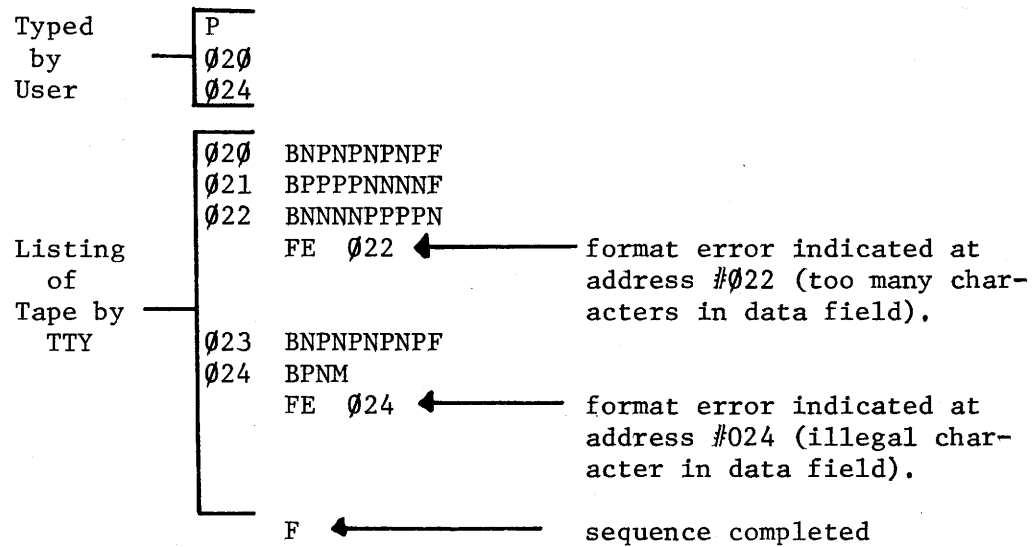 Typed
by
User
P
Ø2Ø
Ø24
Listing
of
Tape by
TTY
Ø2Ø BNPNPNPNPF
Ø21 BPPPPNNNNF
Ø22 BNNNNPPPPN
FE Ø22
format error indicated at
address #Ø22 (too many char-
acters in data field).
Ø23 BNPNPNPNPF
Ø24 BPNM
FE Ø24
format error indicated at
address #024 (illegal char-
acter in data field).
F
sequence completed